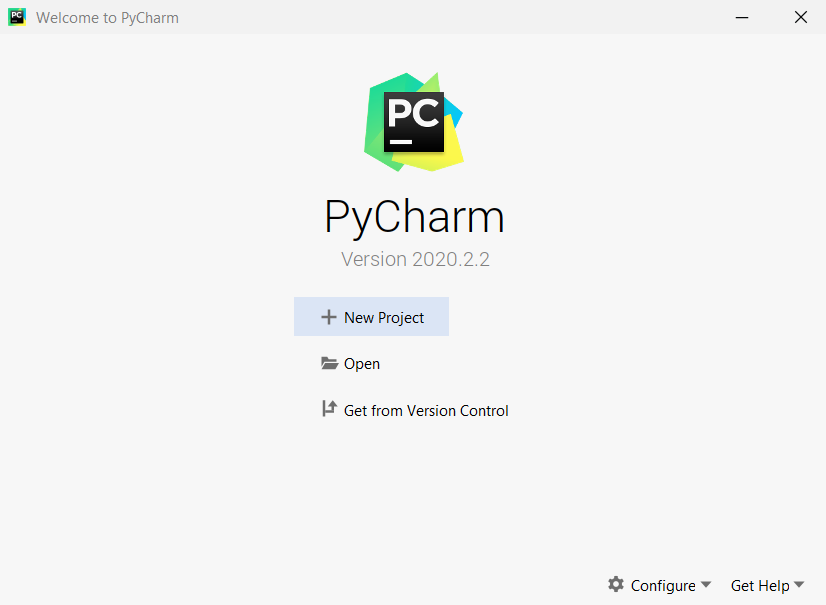 Welcome to PyCharm
PC
PyCharm
Version 2020.2.2
New Project
Open
Get from Version Control
Configure Get Help